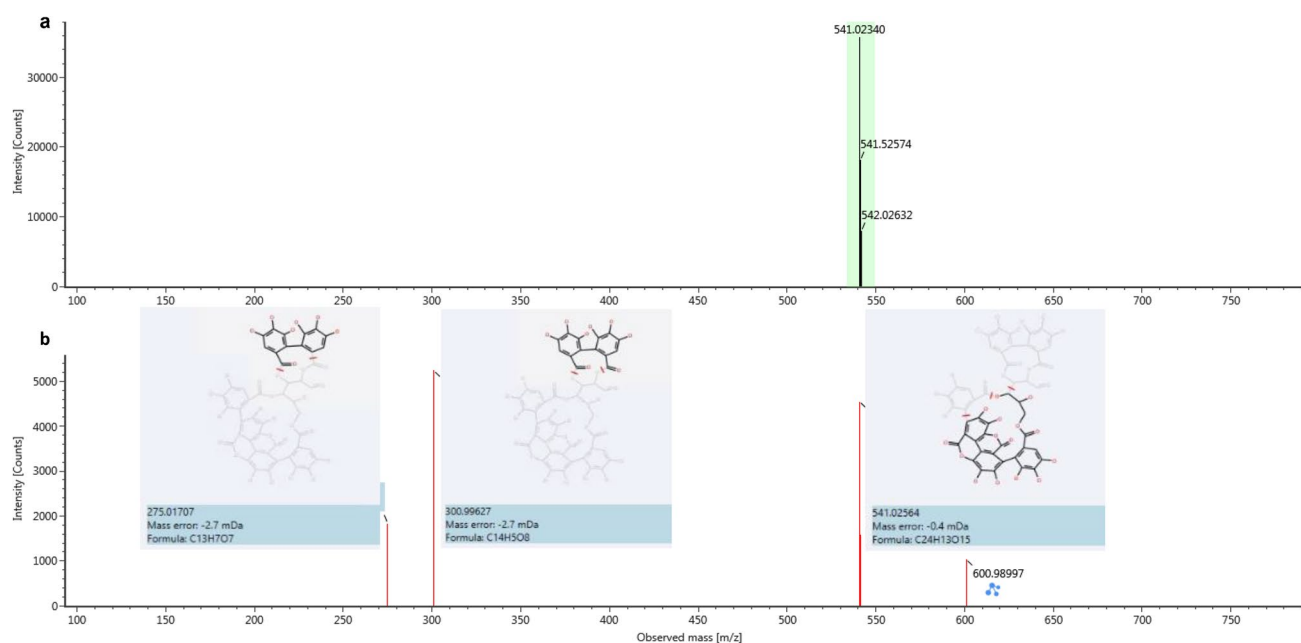 a
541.02340
541.52574
542.02632
Intensity [Counts]
30000
20000
10000
0
100 150 200 250 300 350 400 450 500 550 600 650 700 750
b
Intensity [Counts]
5000
4000
3000
2000
1000
0
275.01707
Mass error: -2.7 mDa
Formula: C13H7O7
300.99627
Mass error: -2.7 mDa
Formula: C14H5O8
541.02564
Mass error: -0.4 mDa
Formula: C24H13O15
600.98997
100 150 200 250 300 350 400 450 500 550 600 650 700 750
Observed mass [m/z]